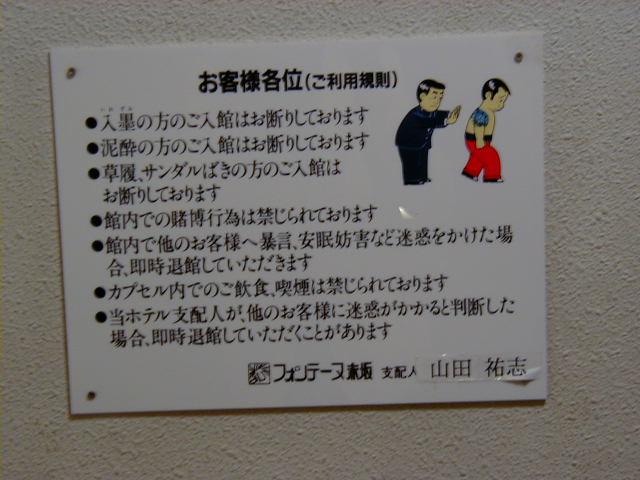 お客様各位(ご利用規則)
いれずみ
●入墨の方のご入館はお断りしております
●泥酔の方のご入館はお断りしております
●草履、サンダルばきの方のご入館は
お断りしております
●館内での賭博行為は禁じられております
●館内で他のお客様へ暴言、安眠妨害など迷惑をかけた場
合、即時退館していただきます
●カプセル内でのご飲食、喫煙は禁じられております
●当ホテル支配人が、他のお客様に迷惑がかかると判断した
場合、即時退館していただくことがあります
フォンテーヌ赤坂 支配人 山田 祐志